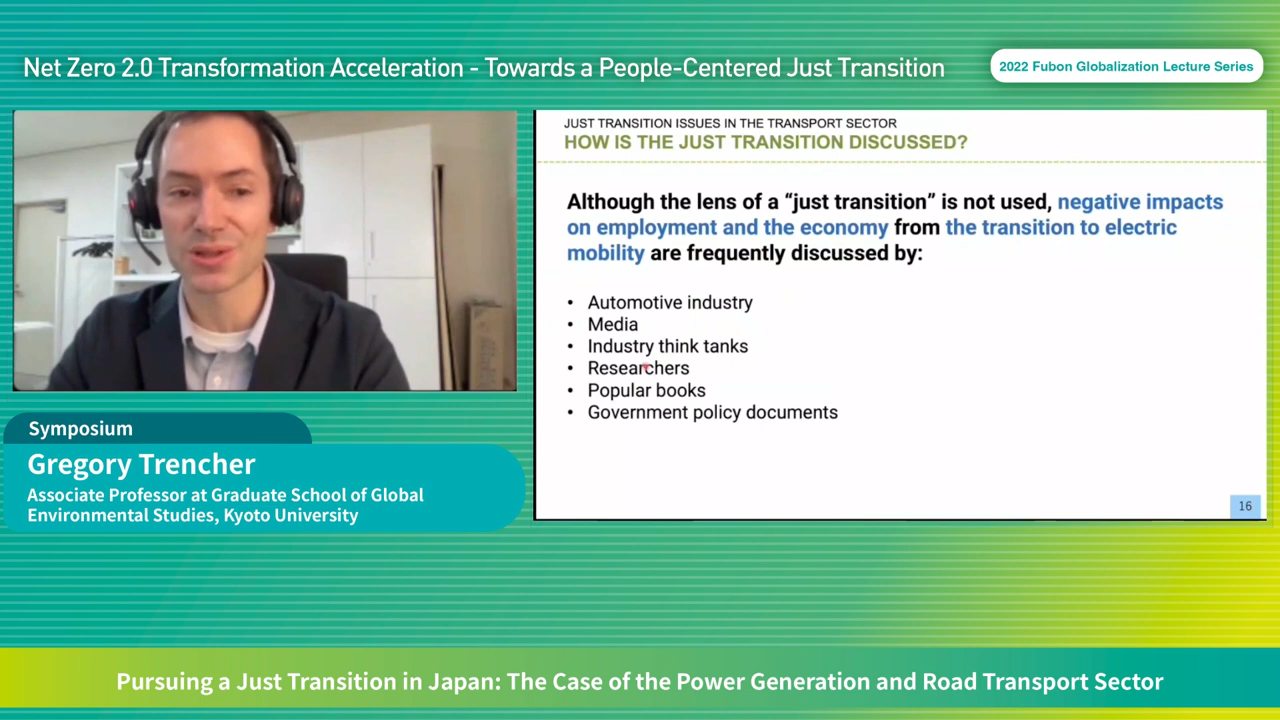 Net Zero 2.0 Transformation Acceleration - Towards a People-Centered Just Transition
2022 Fubon Globalization Lecture Series
JUST TRANSITION ISSUES IN THE TRANSPORT SECTOR
HOW IS THE JUST TRANSITION DISCUSSED?
Although the lens of a “just transition” is not used, negative impacts
on employment and the economy from the transition to electric
mobility are frequently discussed by:
• Automotive industry
• Media
• Industry think tanks
• Researchers
• Popular books
• Government policy documents
16
Symposium
Gregory Trencher
Associate Professor at Graduate School of Global
Environmental Studies, Kyoto University
Pursuing a Just Transition in Japan: The Case of the Power Generation and Road Transport Sector